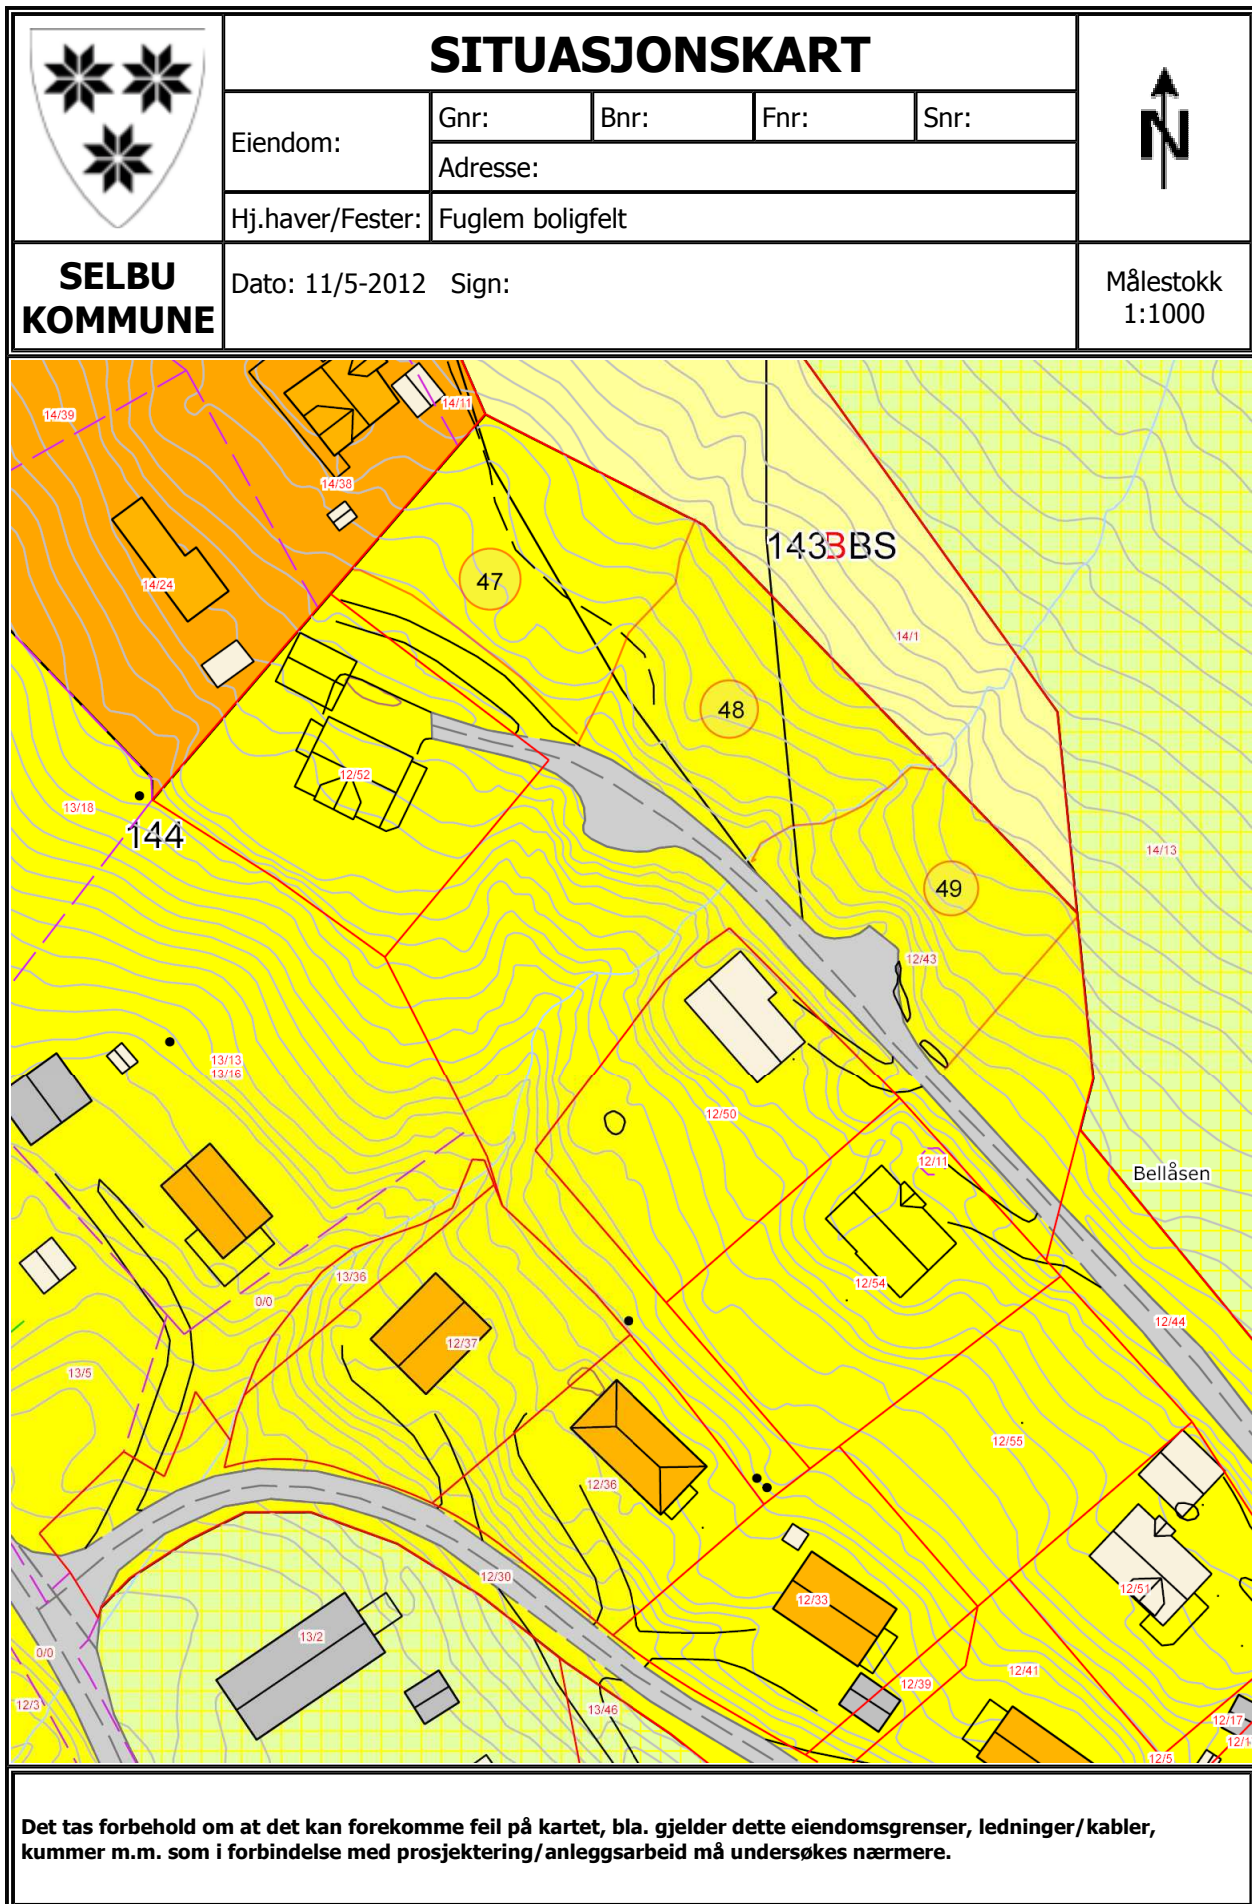 SITUASJONSKART
Eiendom:
Gnr:
Bnr:
Fnr:
Snr:
Adresse:
Hj.haver/Fester:
Fuglem boligfelt
N
SELBU
KOMMUNE
Dato: 11/5-2012 Sign:
Målestokk
1:1000
14/39
14/11
14/38
14/24
47
143BBS
14/1
48
12/52
13/18
144
14/13
49
12/43
13/13
13/16
12/50
12/11
Bellåsen
13/36
12/54
0/0
12/44
12/37
13/5
12/55
12/36
12/30
12/51
12/33
13/2
0/0
12/41
12/39
12/3
13/46
12/17
12/5
Det tas forbehold om at det kan forekomme feil på kartet, bla. gjelder dette eiendomsgrenser, ledninger/kabler,
kummer m.m. som i forbindelse med prosjektering/anleggsarbeid må undersøkes nærmere.